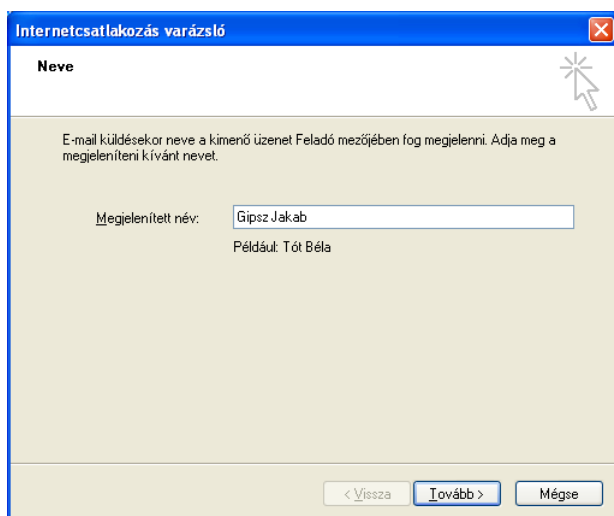 Internetcsatlakozás varázsló
Neve
E-mail küldésekor neve a kimenő üzenet Feladó mezőjében fog megjelenni. Adja meg a
megjeleníteni kívánt nevet.
Megjelenített név: Gipsz Jakab
Például: Tót Béla
< Vissza Tovább > Mégse